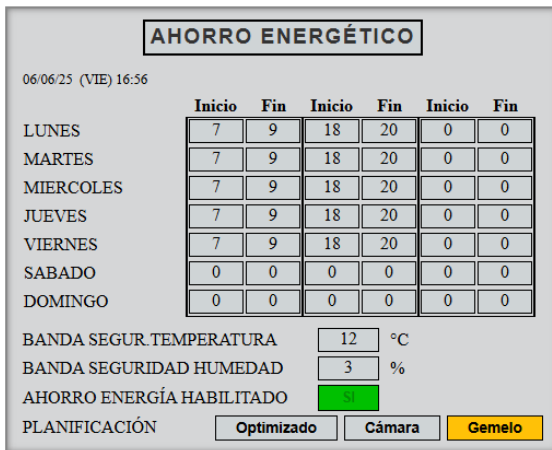 AHORRO ENERGÉTICO
06/06/25 (VIE) 16:56
Inicio Fin Inicio Fin Inicio Fin
LUNES 7 9 18 20 0 0
MARTES 7 9 18 20 0 0
MIERCOLES 7 9 18 20 0 0
JUEVES 7 9 18 20 0 0
VIERNES 7 9 18 20 0 0
SABADO 0 0 0 0 0 0
DOMINGO 0 0 0 0 0 0
BANDA SEGUR.TEMPERATURA 12 °C
BANDA SEGURIDAD HUMEDAD 3 %
AHORRO ENERGÍA HABILITADO SI
PLANIFICACIÓN Optimizado Cámara Gemelo